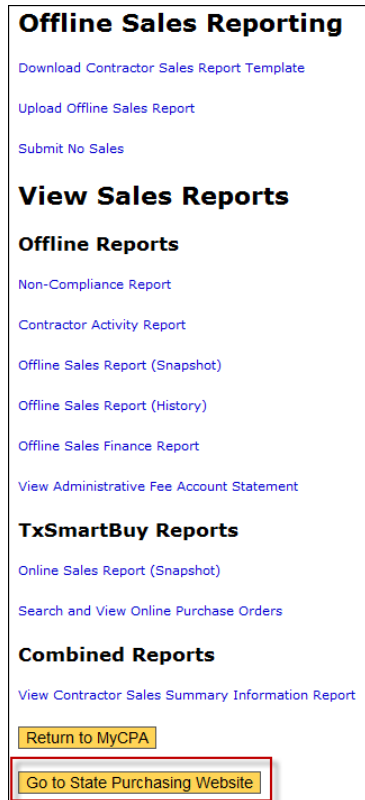 Offline Sales Reporting
Download Contractor Sales Report Template
Upload Offline Sales Report
Submit No Sales
View Sales Reports
Offline Reports
Non-Compliance Report
Contractor Activity Report
Offline Sales Report (Snapshot)
Offline Sales Report (History)
Offline Sales Finance Report
View Administrative Fee Account Statement
TxSmartBuy Reports
Online Sales Report (Snapshot)
Search and View Online Purchase Orders
Combined Reports
View Contractor Sales Summary Information Report
Return to MyCPA
Go to State Purchasing Website